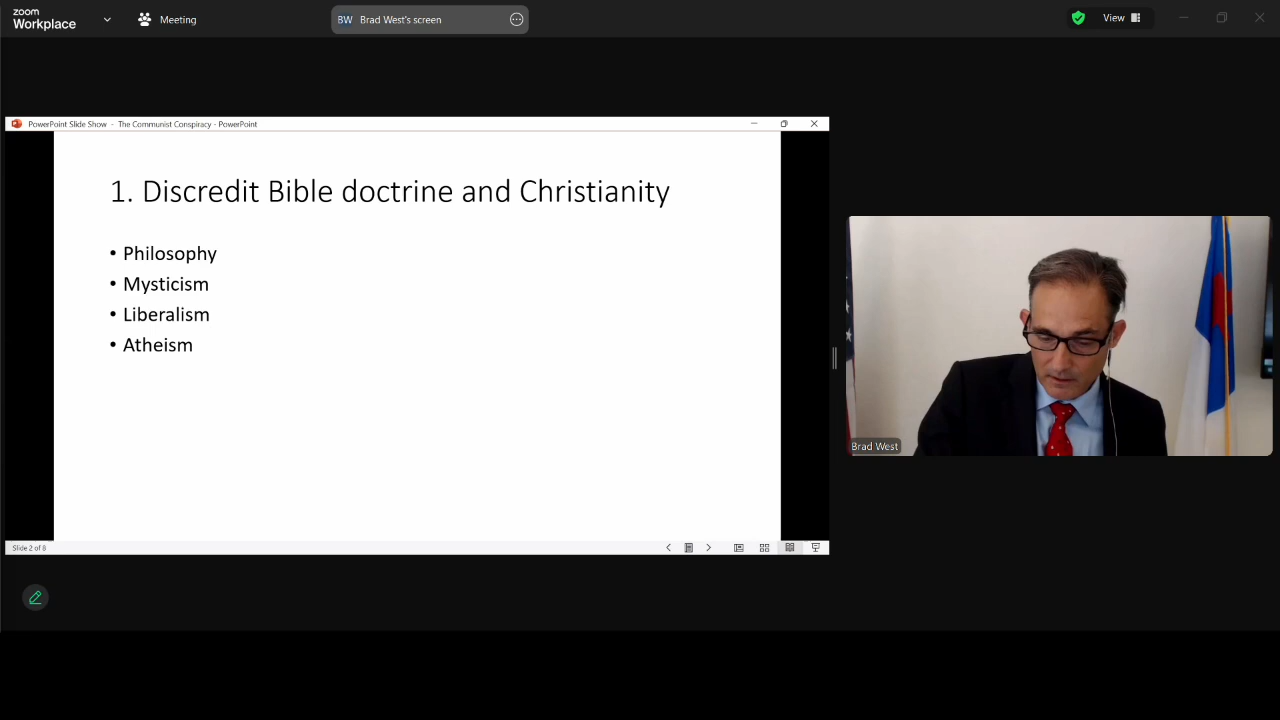 zoom
Workplace
Meeting
BW Brad West's screen
View
PowerPoint Slide Show - The Communist Conspiracy - PowerPoint
1. Discredit Bible doctrine and Christianity
• Philosophy
• Mysticism
• Liberalism
• Atheism
Brad West
Slide 2 of 8